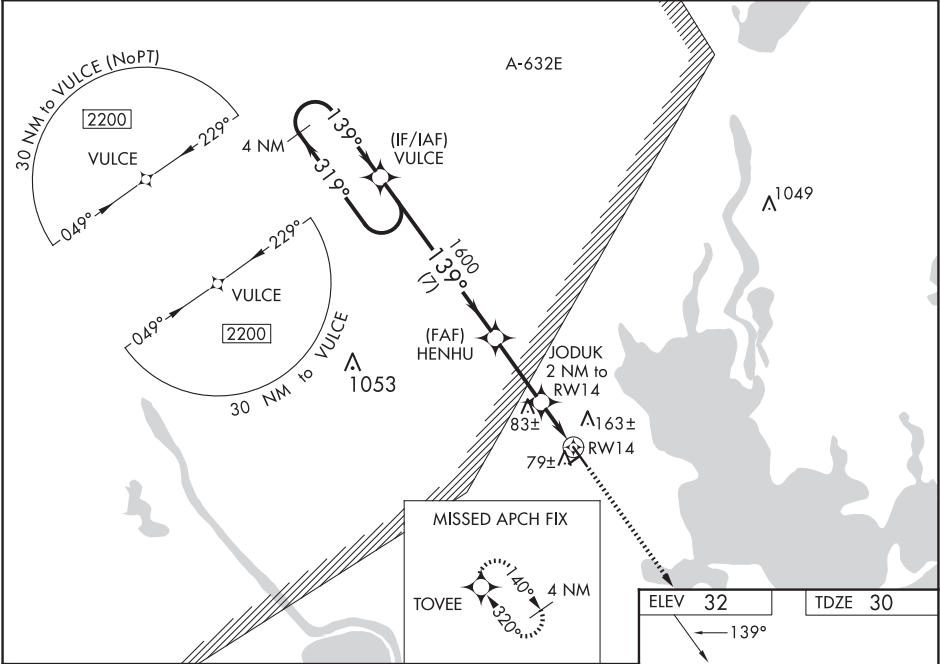 A-632E
30 NM to VULCE (NoPT)
2200
VULCE
229°
049°
4 NM
139°
319°
(IF/IAF)
VULCE
1049
229°
VULCE
049°
2200
30 NM to VULCE
1053
1600
139°
(7)
(FAF)
HENHU
JODUK
2 NM to
RW14
83±
163±
79±
RW14
MISSED APCH FIX
TOVEE
140°
320°
4 NM
ELEV 32
TDZE 30
139°